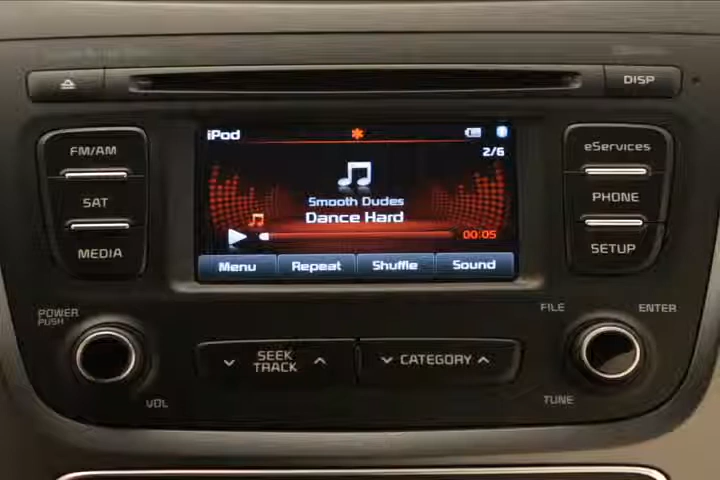 DISP
iPod
2/6
FM/AM
eServices
Smooth Dudes
SAT
PHONE
Dance Hard
00:05
MEDIA
SETUP
Menu
Repeat
Shuffle
Sound
POWER
PUSH
FILE
ENTER
SEEK
TRACK
CATEGORY
VOL
TUNE